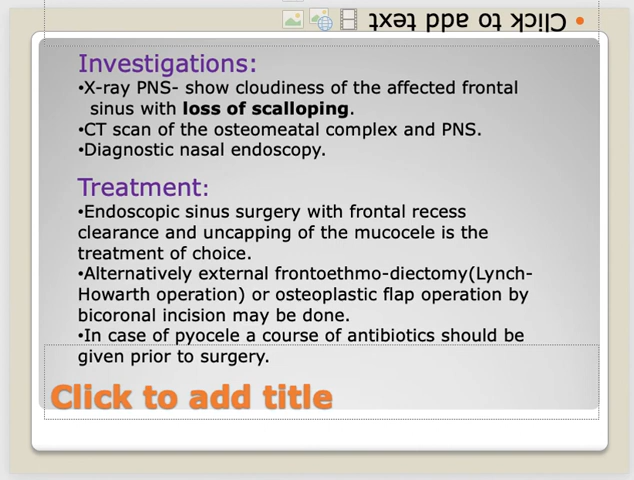 • Click to add text
Investigations:
•X-ray PNS- show cloudiness of the affected frontal
sinus with loss of scalloping.
•CT scan of the osteomeatal complex and PNS.
•Diagnostic nasal endoscopy.
Treatment:
•Endoscopic sinus surgery with frontal recess
clearance and uncapping of the mucocele is the
treatment of choice.
•Alternatively external frontoethmo-diectomy(Lynch-
Howarth operation) or osteoplastic flap operation by
bicoronal incision may be done.
•In case of pyocele a course of antibiotics should be
given prior to surgery.
Click to add title